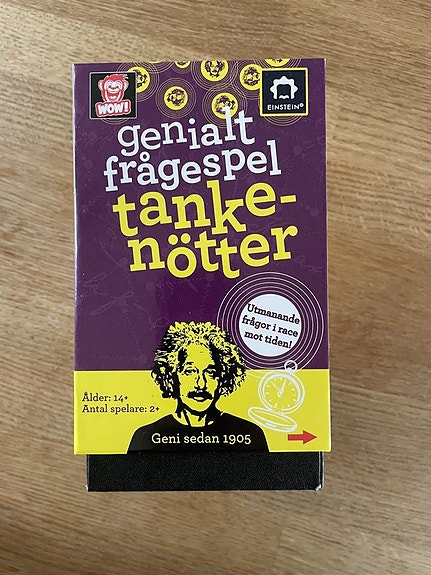 WOW!
EINSTEIN®
genialt
frågespel
tanke-
nötter
Utmanande
frågor i race
mot tiden!
Ålder: 14+
Antal spelare: 2+
Geni sedan 1905